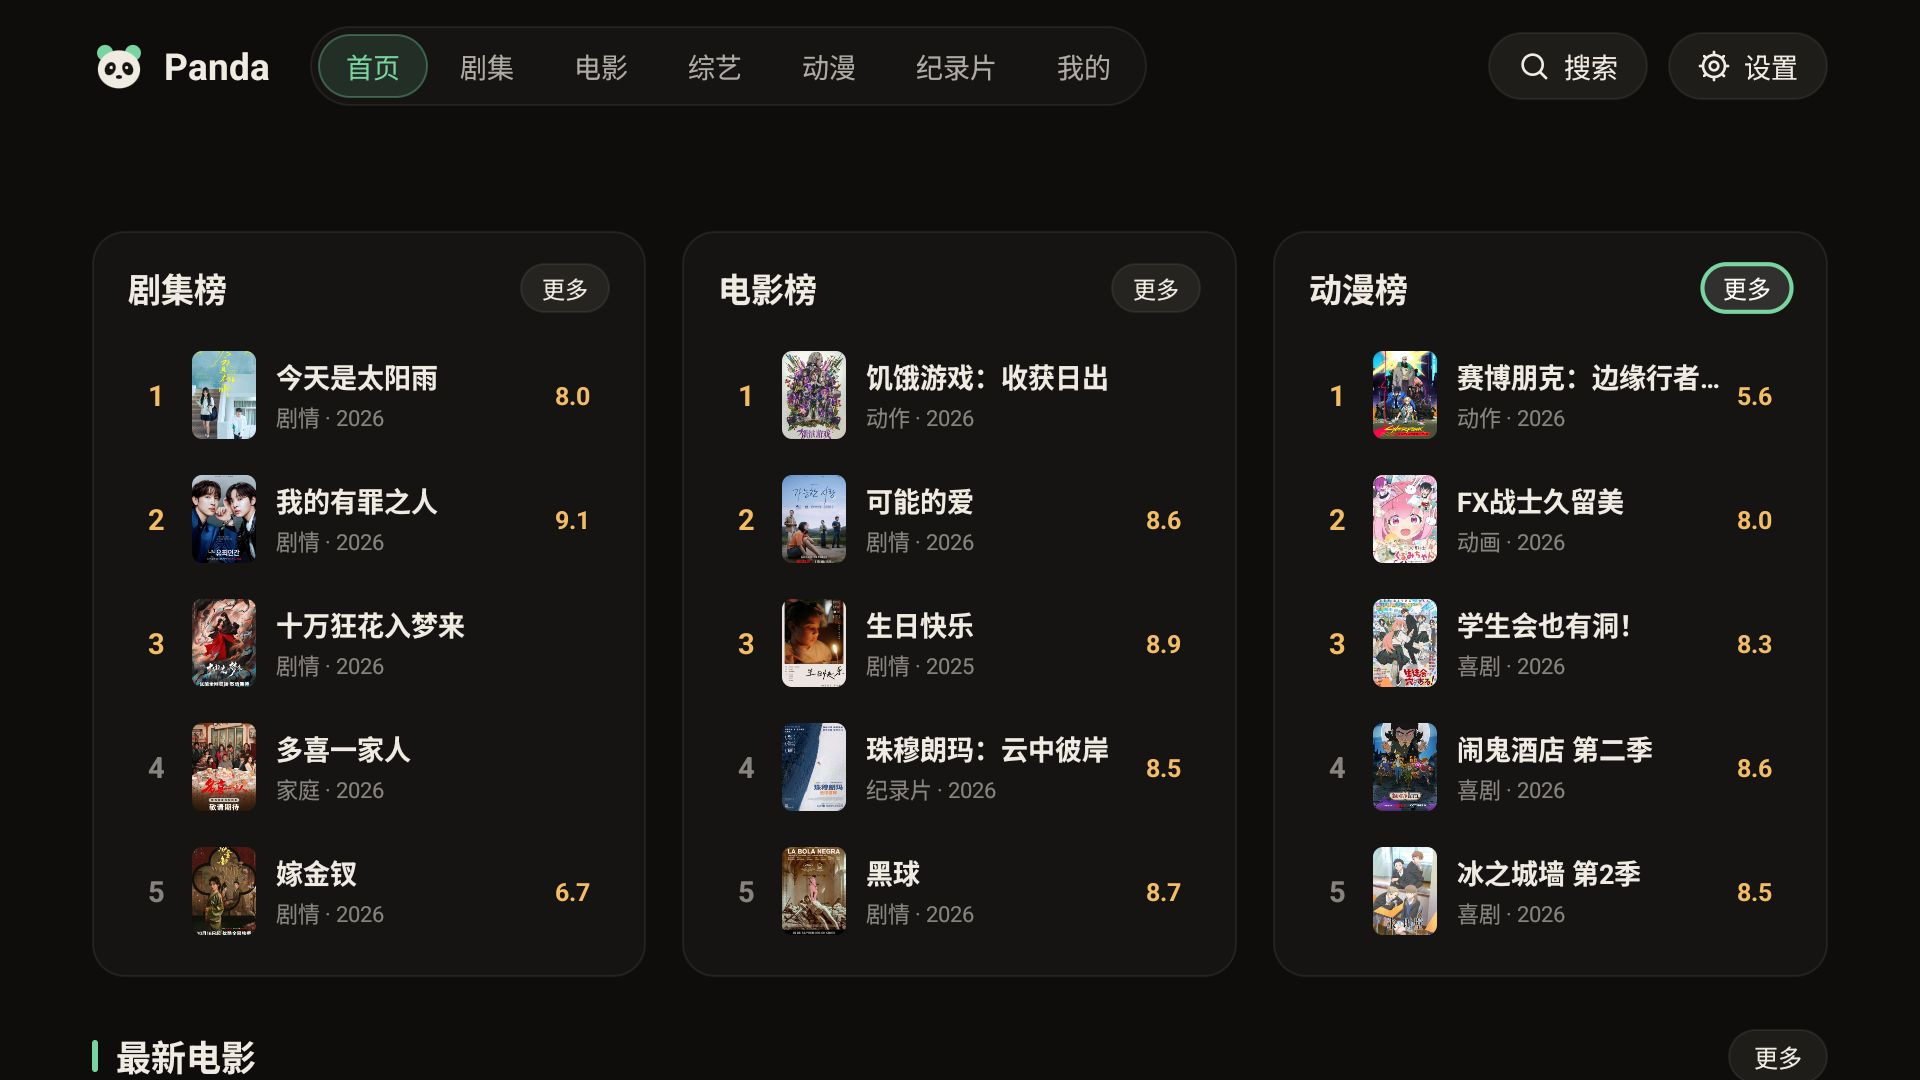 Panda
首页
剧集
电影
综艺
动漫
纪录片
我的
搜索
设置
剧集榜
更多
1
今天是太阳雨
剧情 · 2026
8.0
2
我的有罪之人
剧情 · 2026
9.1
3
十万狂花入梦来
剧情 · 2026
4
多喜一家人
家庭 · 2026
敬请期待
5
嫁金钗
剧情 · 2026
6.7
电影榜
更多
1
饥饿游戏：收获日出
动作 · 2026
2
可能的爱
剧情 · 2026
8.6
3
生日快乐
剧情 · 2025
8.9
4
珠穆朗玛
珠穆朗玛：云中彼岸
纪录片 · 2026
8.5
5
LA BOLA NEGRA
黑球
剧情 · 2026
8.7
动漫榜
更多
1
赛博朋克：边缘行者...
动作 · 2026
5.6
2
FX战士久留美
动画 · 2026
8.0
3
学生会也有洞！
喜剧 · 2026
8.3
4
闹鬼酒店 第二季
喜剧 · 2026
8.6
5
冰之城墙 第2季
喜剧 · 2026
8.5
最新电影
更多